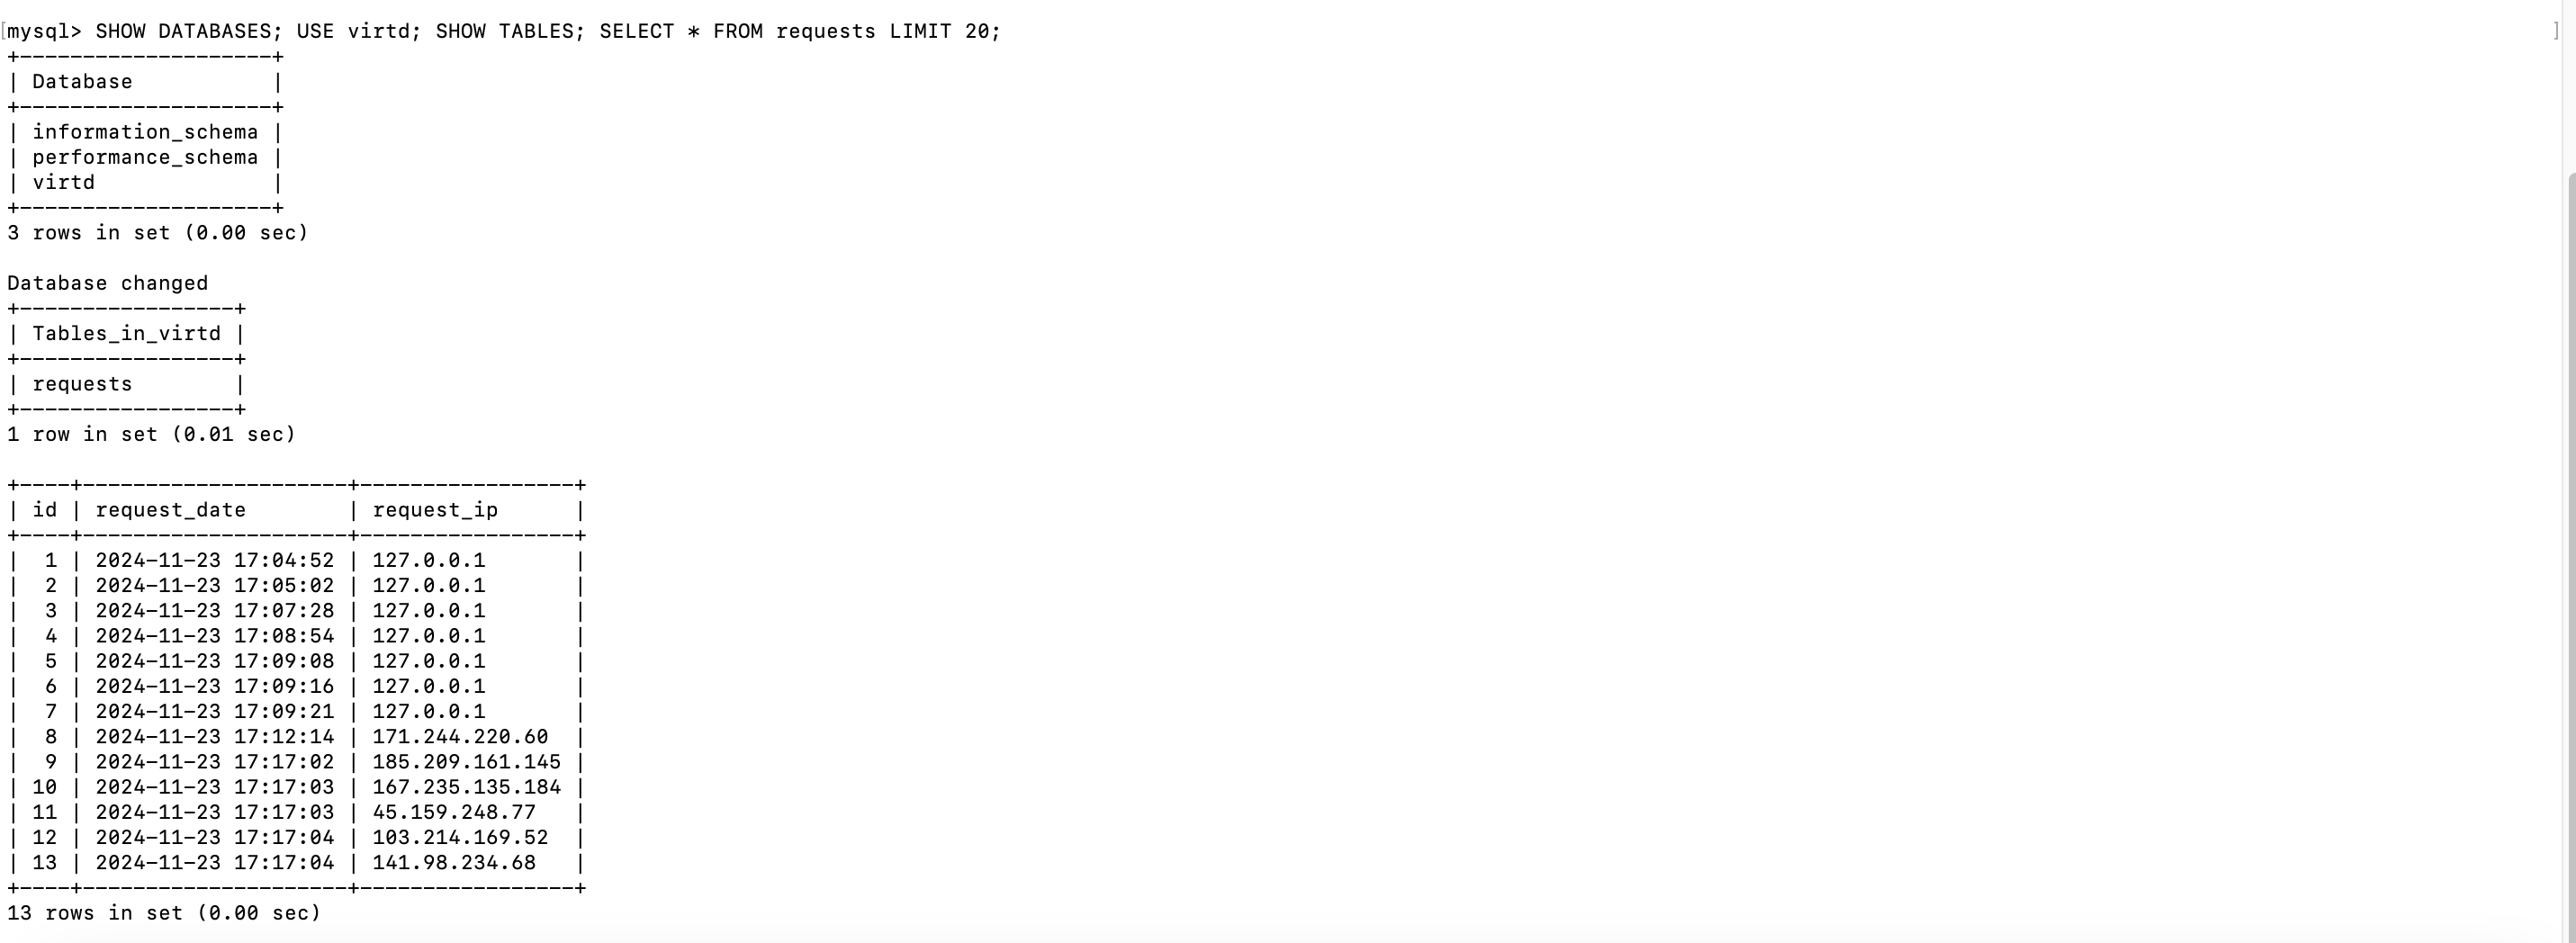 [mysql> SHOW DATABASES; USE virtd; SHOW TABLES; SELECT * FROM requests LIMIT 20; ]
+--------------------+
| Database           |
+--------------------+
| information_schema |
| performance_schema |
| virtd              |
+--------------------+
3 rows in set (0.00 sec)

Database changed
+-----------------+
| Tables_in_virtd |
+-----------------+
| requests        |
+-----------------+
1 row in set (0.01 sec)

+----+---------------------+-----------------+
| id | request_date        | request_ip      |
+----+---------------------+-----------------+
|  1 | 2024-11-23 17:04:52 | 127.0.0.1       |
|  2 | 2024-11-23 17:05:02 | 127.0.0.1       |
|  3 | 2024-11-23 17:07:28 | 127.0.0.1       |
|  4 | 2024-11-23 17:08:54 | 127.0.0.1       |
|  5 | 2024-11-23 17:09:08 | 127.0.0.1       |
|  6 | 2024-11-23 17:09:16 | 127.0.0.1       |
|  7 | 2024-11-23 17:09:21 | 127.0.0.1       |
|  8 | 2024-11-23 17:12:14 | 171.244.220.60  |
|  9 | 2024-11-23 17:17:02 | 185.209.161.145 |
| 10 | 2024-11-23 17:17:03 | 167.235.135.184 |
| 11 | 2024-11-23 17:17:03 | 45.159.248.77   |
| 12 | 2024-11-23 17:17:04 | 103.214.169.52  |
| 13 | 2024-11-23 17:17:04 | 141.98.234.68   |
+----+---------------------+-----------------+
13 rows in set (0.00 sec)